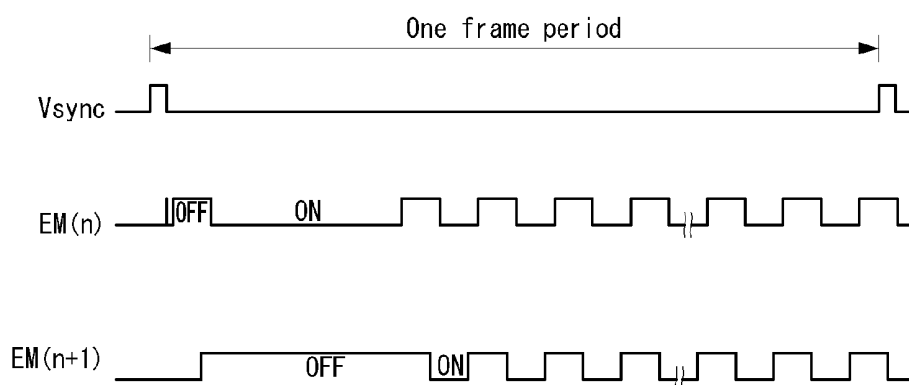 One frame period
Vsync
EM(n)
OFF
ON
EM(n+1)
OFF
ON